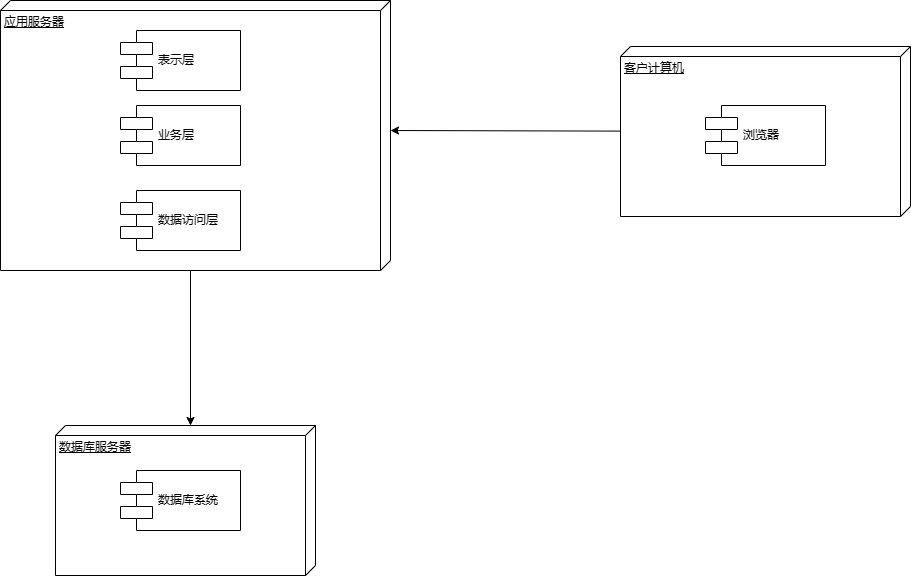 应用服务器
表示层
业务层
数据访问层
客户计算机
浏览器
数据库服务器
数据库系统